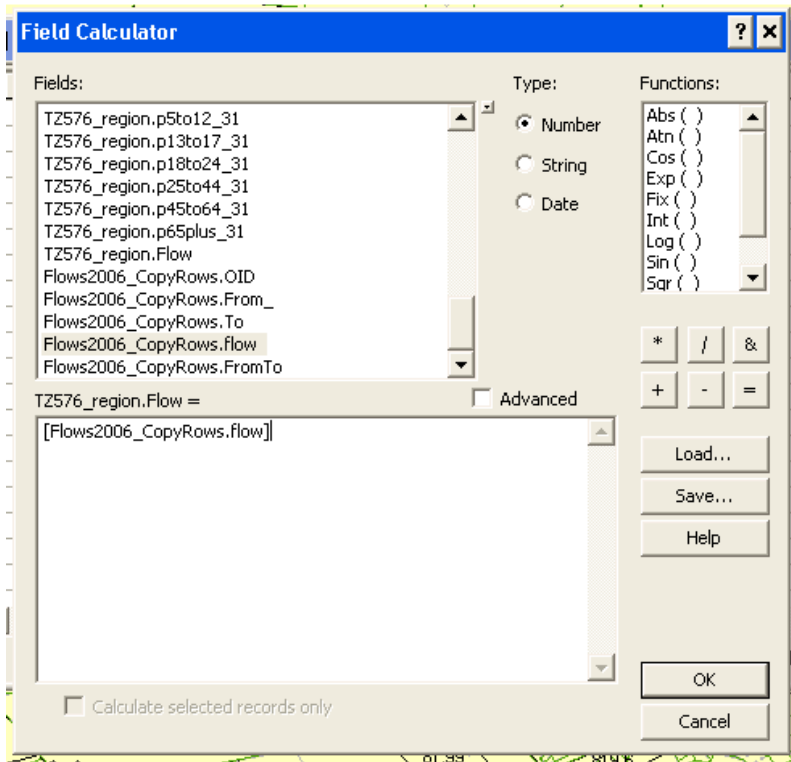 Field Calculator
Fields:
TZ576_region.p5to12_31
TZ576_region.p13to17_31
TZ576_region.p18to24_31
TZ576_region.p25to44_31
TZ576_region.p45to64_31
TZ576_region.p65plus_31
TZ576_region.Flow
Flows2006_CopyRows.OID
Flows2006_CopyRows.From_
Flows2006_CopyRows.To
Flows2006_CopyRows.flow
Flows2006_CopyRows.FromTo
Type:
Number
String
Date
Functions:
Abs ( )
Atn ( )
Cos ( )
Exp ( )
Fix ( )
Int ( )
Log ( )
Sin ( )
Sqr ( )
* / &
+ - =
TZ576_region.Flow =
Advanced
[Flows2006_CopyRows.flow]
Load...
Save...
Help
Calculate selected records only
OK
Cancel